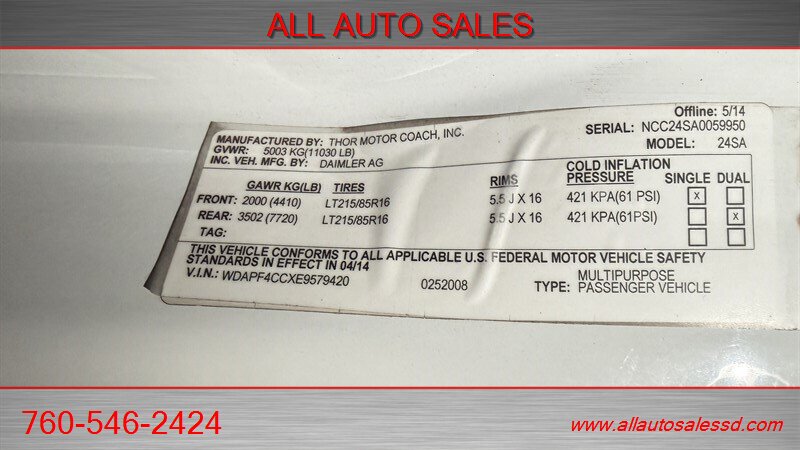 ALL AUTO SALES
Offline: 5/14
MANUFACTURED BY: THOR MOTOR COACH, INC. SERIAL: NCC24SA0059950
GVWR: 5003 KG(11030 LB) MODEL: 24SA
INC. VEH. MFG. BY: DAIMLER AG
GAWR KG(LB) TIRES RIMS COLD INFLATION PRESSURE SINGLE DUAL
FRONT: 2000 (4410) LT215/85R16 5.5 J X 16 421 KPA(61 PSI) X
REAR: 3502 (7720) LT215/85R16 5.5 J X 16 421 KPA(61PSI) X
TAG:
THIS VEHICLE CONFORMS TO ALL APPLICABLE U.S. FEDERAL MOTOR VEHICLE SAFETY
STANDARDS IN EFFECT IN 04/14
V.I.N.: WDAPF4CCXE9579420 0252008 TYPE: MULTIPURPOSE PASSENGER VEHICLE
760-546-2424
www.allautosalessd.com